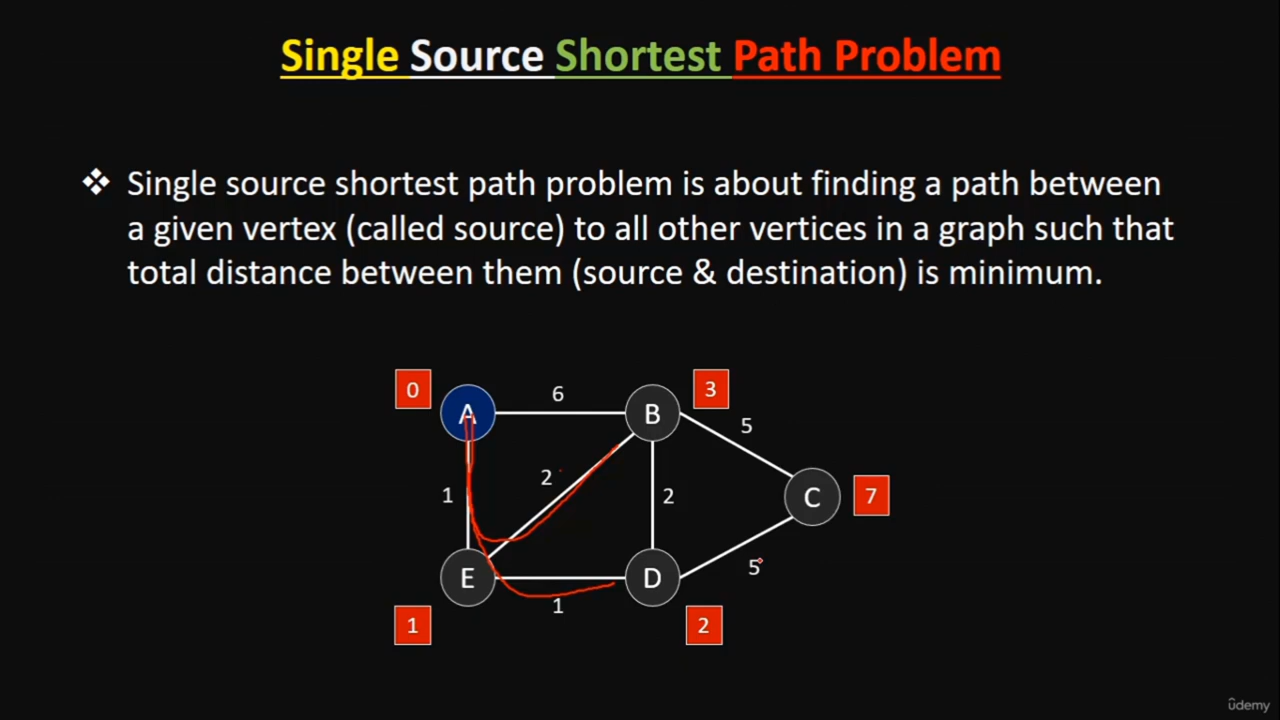 Single Source Shortest Path Problem
❖ Single source shortest path problem is about finding a path between
a given vertex (called source) to all other vertices in a graph such that
total distance between them (source & destination) is minimum.
0 A 6 B 3
5
1 2 2 C 7
E D 5
1 1 2
ûdemy